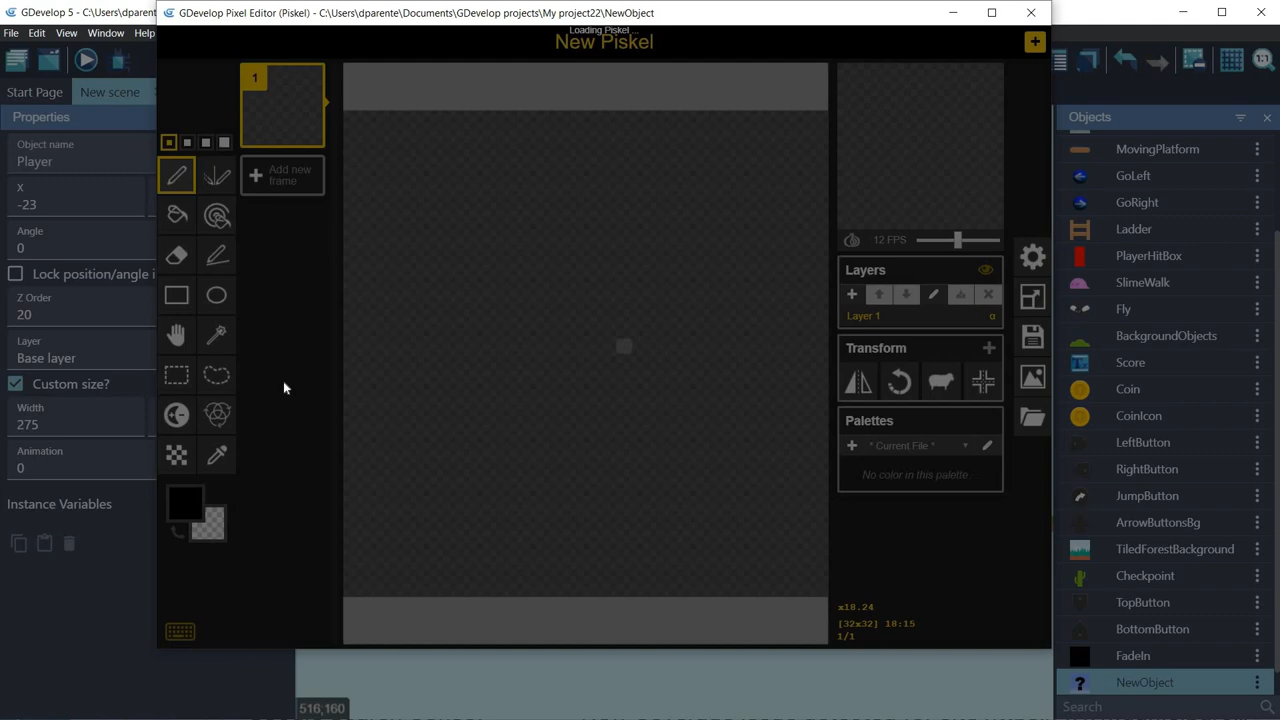 GDevelop 5 - C:\Users\dparente
GDevelop Pixel Editor (Piskel) - C:\Users\dparente\Documents\GDevelop projects\My project22\NewObject
File Edit View Window Help
Loading Piskel ...
New Piskel
Start Page
New scene
Properties
Object name
Player
X
-23
Angle
0
Lock position/angle i
Z Order
20
Layer
Base layer
Custom size?
Width
275
Animation
0
Instance Variables
1
Add new
frame
12 FPS
Layers
Layer 1
α
Transform
Palettes
* Current File *
No color in this palette.
x18.24
[32x32] 18:15
1/1
516;160
1:1
Objects
MovingPlatform
GoLeft
GoRight
Ladder
PlayerHitBox
SlimeWalk
Fly
BackgroundObjects
Score
Coin
CoinIcon
LeftButton
RightButton
JumpButton
ArrowButtonsBg
TiledForestBackground
Checkpoint
TopButton
BottomButton
FadeIn
? NewObject
Search